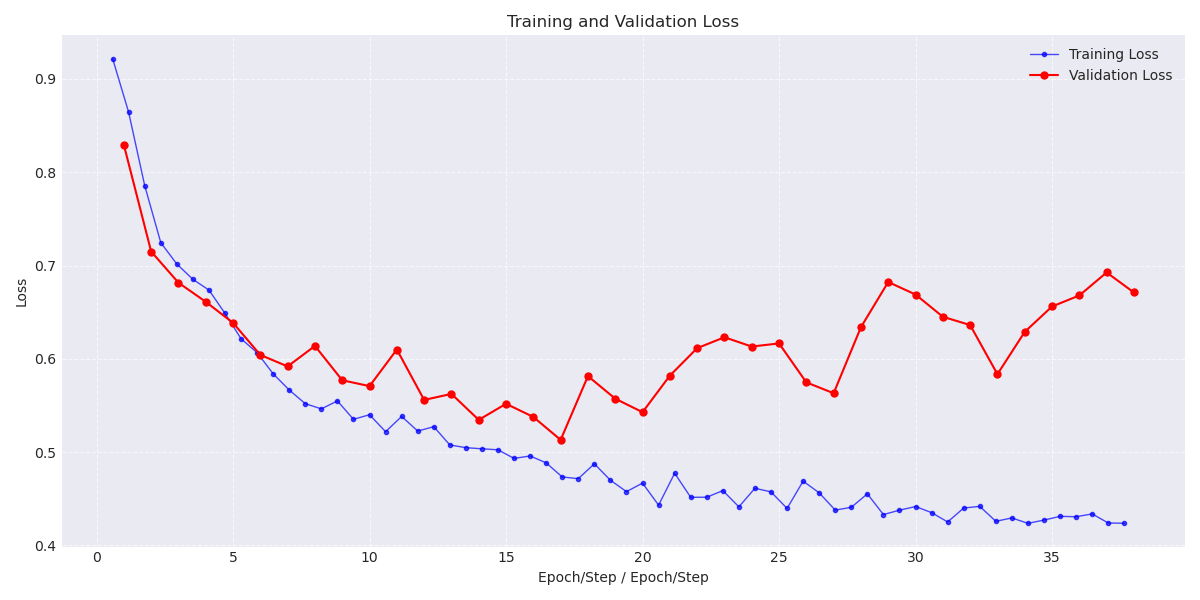 Training and Validation Loss
Training Loss
Validation Loss
Loss
0.9
0.8
0.7
0.6
0.5
0.4
0 5 10 15 20 25 30 35
Epoch/Step / Epoch/Step